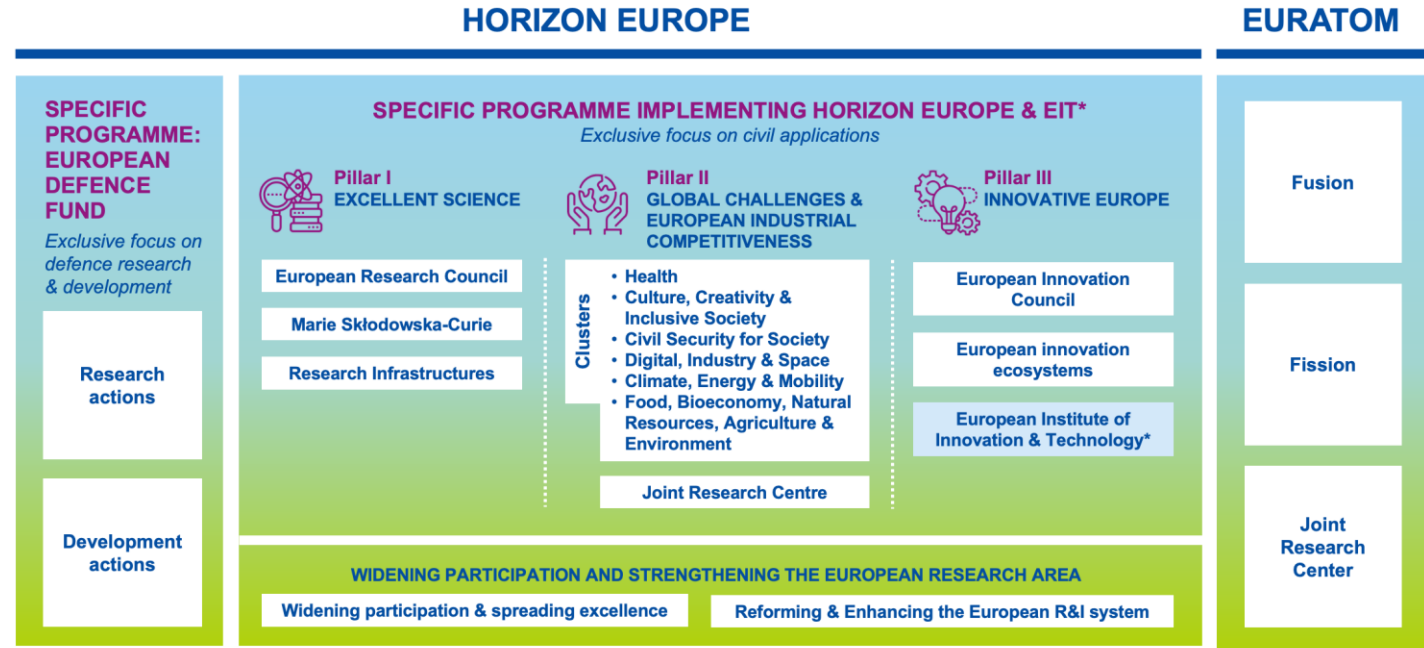 HORIZON EUROPE
EURATOM
SPECIFIC
PROGRAMME:
EUROPEAN
DEFENCE
FUND
Exclusive focus on
defence research
& development
Research
actions
Development
actions
SPECIFIC PROGRAMME IMPLEMENTING HORIZON EUROPE & EIT*
Exclusive focus on civil applications
Pillar I
EXCELLENT SCIENCE
European Research Council
Marie Skłodowska-Curie
Research Infrastructures
Pillar II
GLOBAL CHALLENGES &
EUROPEAN INDUSTRIAL
COMPETITIVENESS
Clusters
• Health
• Culture, Creativity &
Inclusive Society
• Civil Security for Society
• Digital, Industry & Space
• Climate, Energy & Mobility
• Food, Bioeconomy, Natural
Resources, Agriculture &
Environment
Joint Research Centre
Pillar III
INNOVATIVE EUROPE
European Innovation
Council
European innovation
ecosystems
European Institute of
Innovation & Technology*
WIDENING PARTICIPATION AND STRENGTHENING THE EUROPEAN RESEARCH AREA
Widening participation & spreading excellence
Reforming & Enhancing the European R&I system
Fusion
Fission
Joint
Research
Center